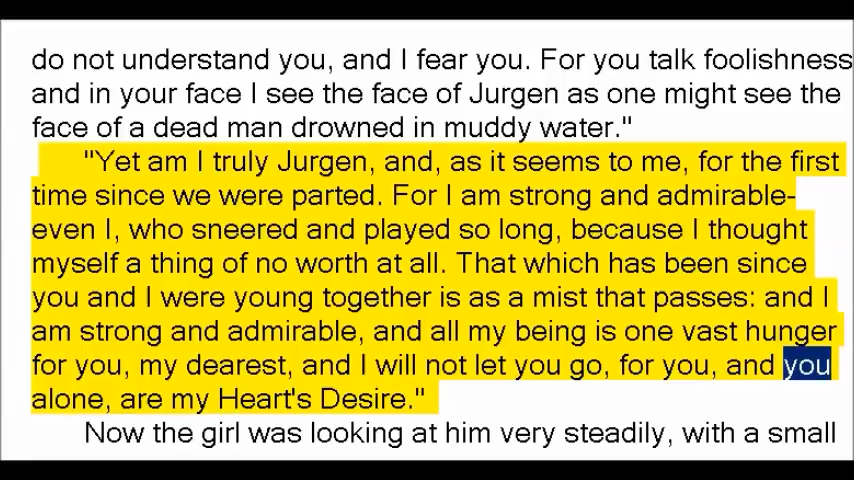 do not understand you, and I fear you. For you talk foolishness
and in your face I see the face of Jurgen as one might see the
face of a dead man drowned in muddy water."
"Yet am I truly Jurgen, and, as it seems to me, for the first
time since we were parted. For I am strong and admirable-
even I, who sneered and played so long, because I thought
myself a thing of no worth at all. That which has been since
you and I were young together is as a mist that passes: and I
am strong and admirable, and all my being is one vast hunger
for you, my dearest, and I will not let you go, for you, and you
alone, are my Heart's Desire."
Now the girl was looking at him very steadily, with a small